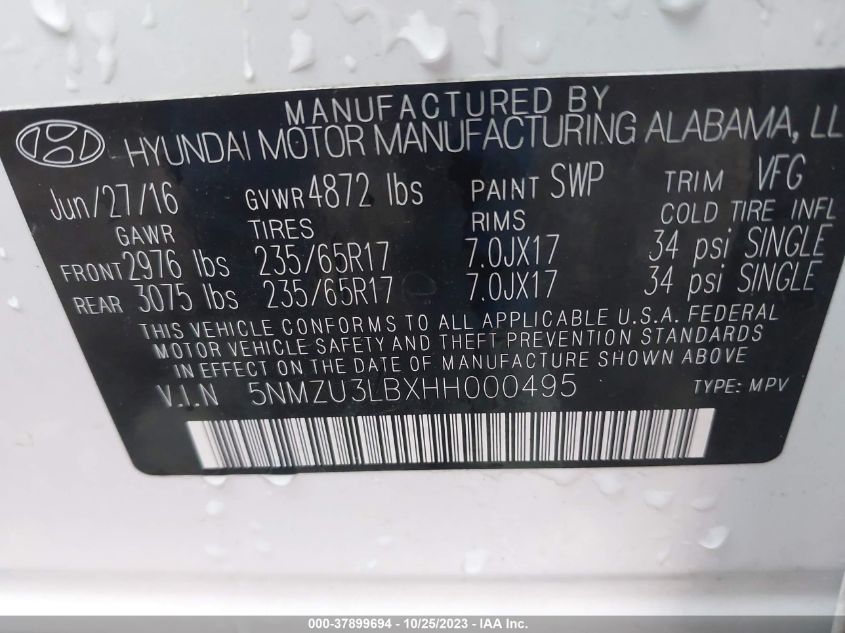 MANUFACTURED BY
HYUNDAI MOTOR MANUFACTURING ALABAMA, LL
Jun/27/16 GVWR 4872 lbs PAINT SWP TRIM VFG
GAWR TIRES RIMS COLD TIRE INFL
FRONT 2976 lbs 235/65R17 7.0JX17 34 psi SINGLE
REAR 3075 lbs 235/65R17 7.0JX17 34 psi SINGLE
THIS VEHICLE CONFORMS TO ALL APPLICABLE U.S.A. FEDERAL
MOTOR VEHICLE SAFETY AND THEFT PREVENTION STANDARDS
IN EFFECT ON THE DATE OF MANUFACTURE SHOWN ABOVE
V.I.N 5NMZU3LBXHH000495 TYPE: MPV
000-37899694 - 10/25/2023 - IAA Inc.